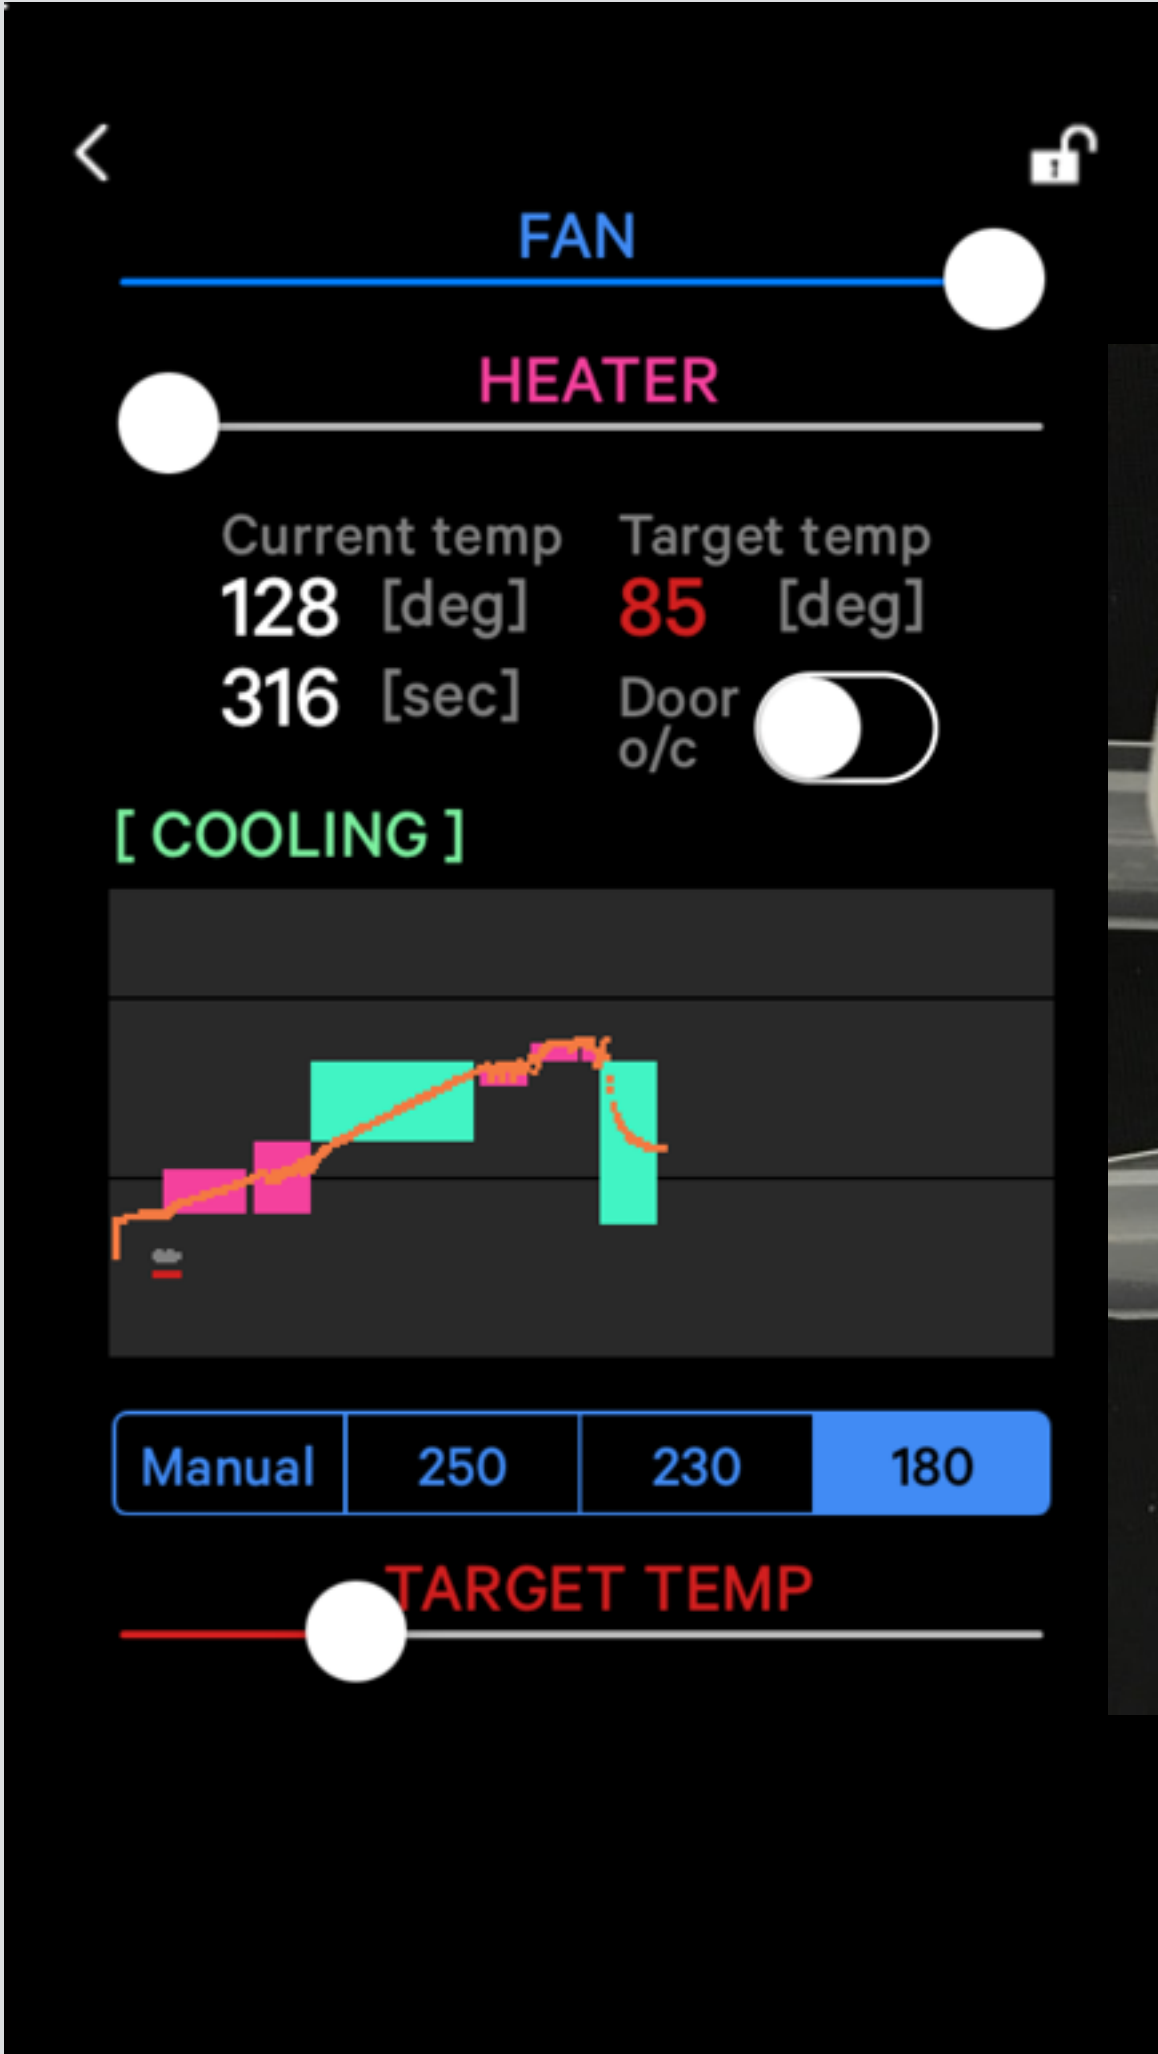 FAN
HEATER
Current temp Target temp
128 [deg] 85 [deg]
316 [sec] Door
o/c
[ COOLING ]
Manual 250 230 180
TARGET TEMP